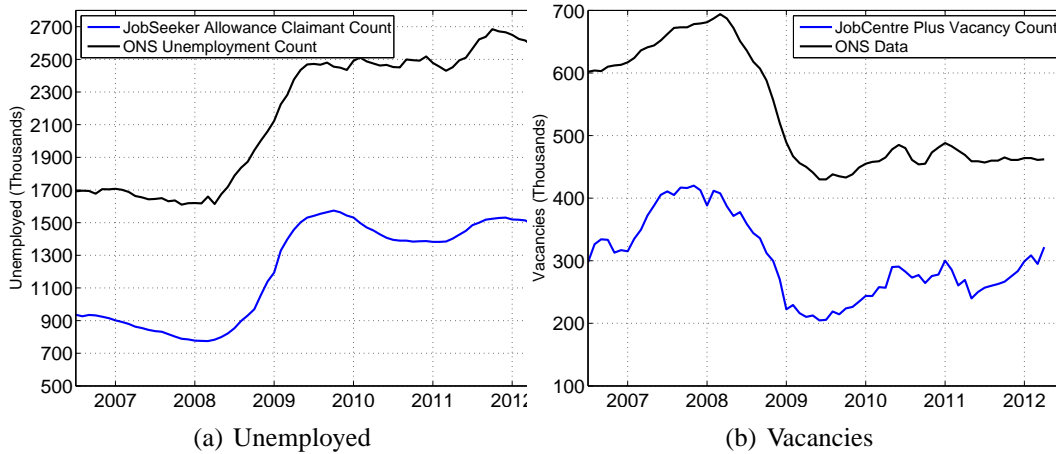 JobSeeker Allowance Claimant Count
ONS Unemployment Count
2700
2500
2300
2100
1900
1700
1500
1300
1100
900
700
500
Unemployed (Thousands)
2007 2008 2009 2010 2011 2012
(a) Unemployed
JobCentre Plus Vacancy Count
ONS Data
700
600
500
400
300
200
100
Vacancies (Thousands)
2007 2008 2009 2010 2011 2012
(b) Vacancies